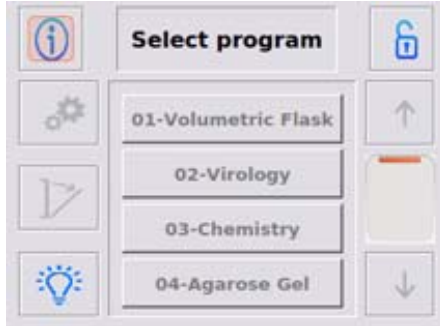 Select program
01-Volumetric Flask
02-Virology
03-Chemistry
04-Agarose Gel